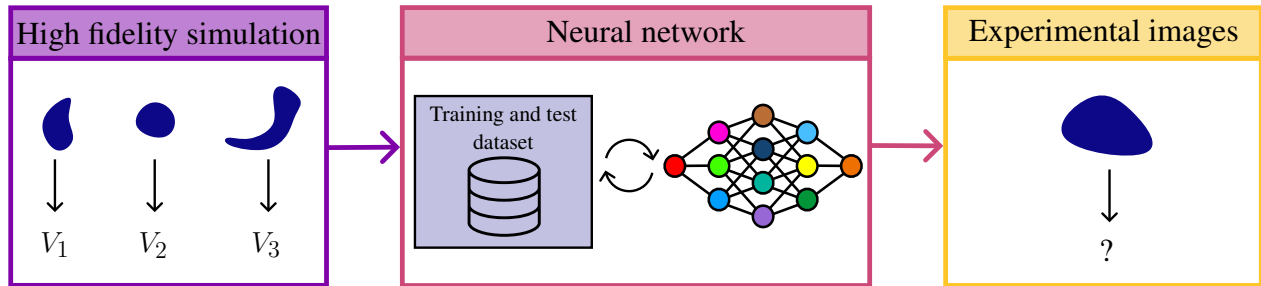 High fidelity simulation
V1
V2
V3
Neural network
Training and test
dataset
Experimental images
?